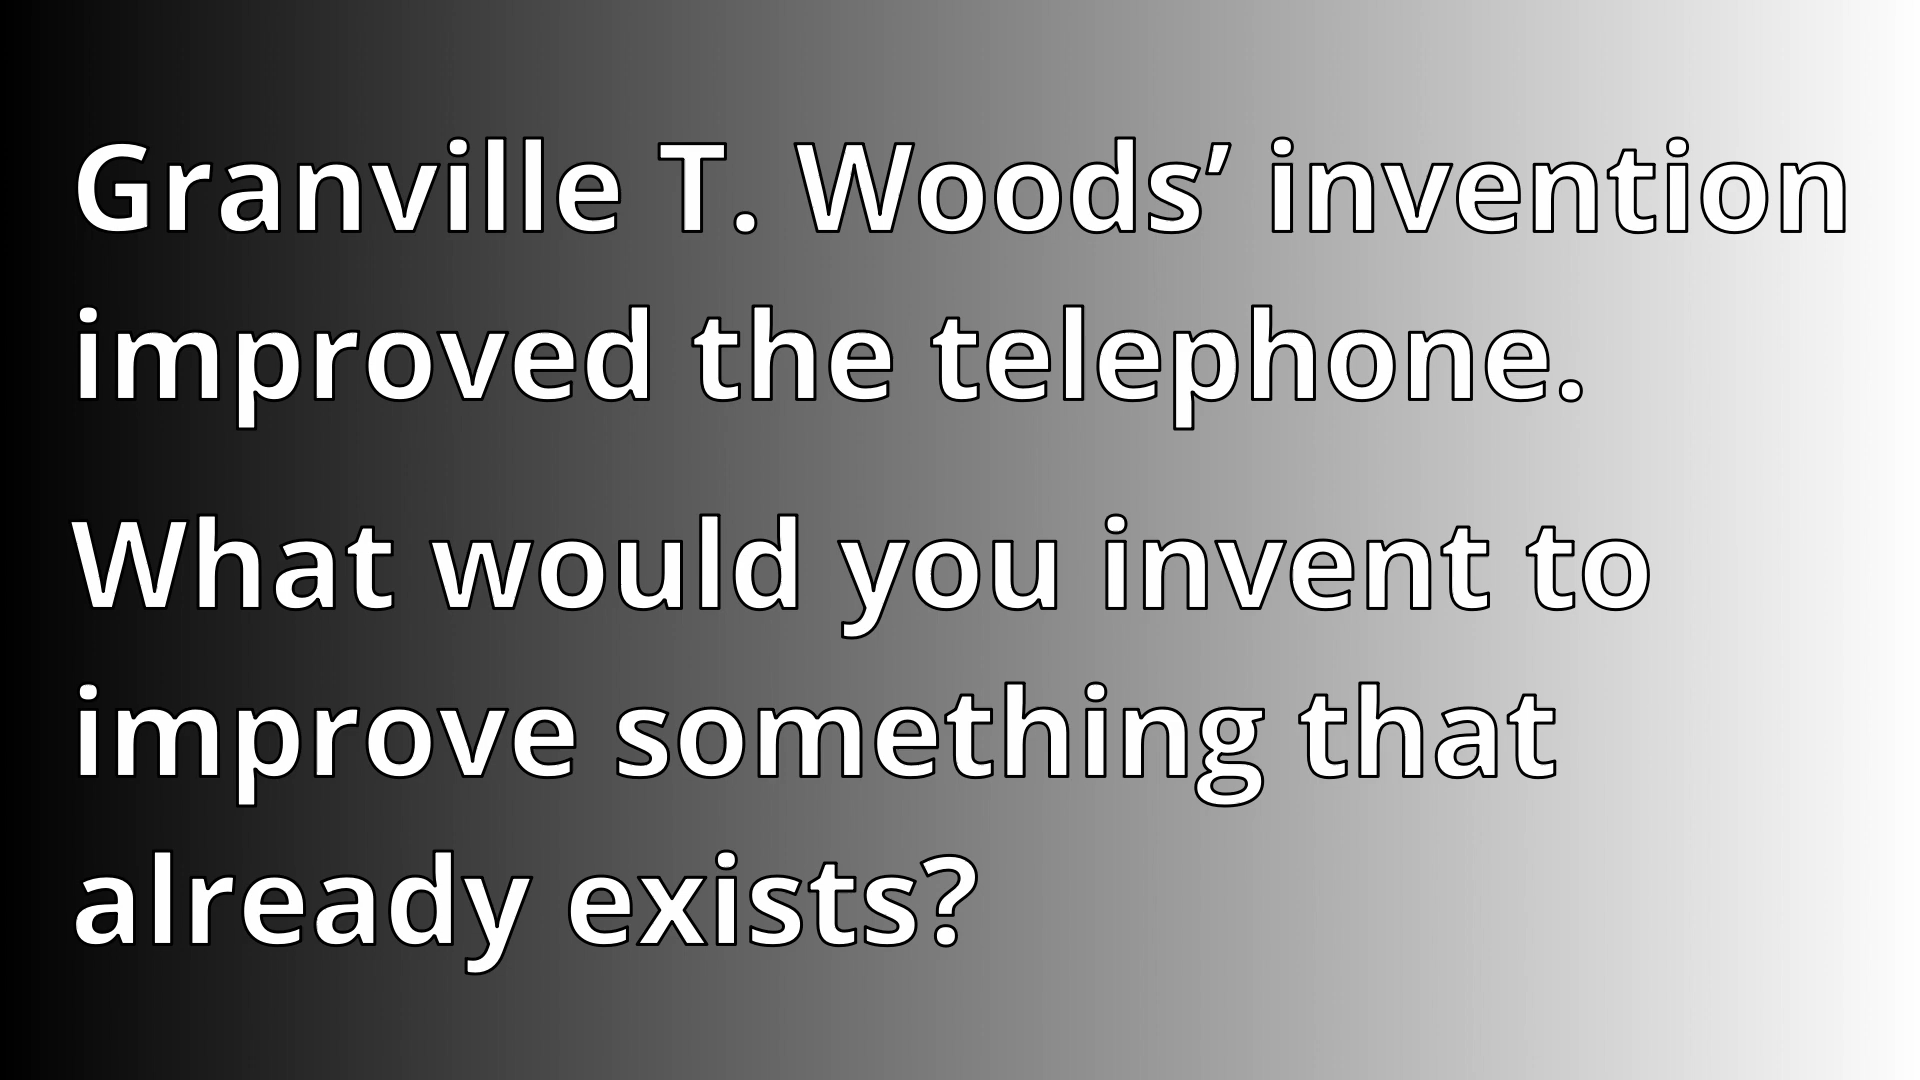 Granville T. Woods’ invention
improved the telephone.
What would you invent to
improve something that
already exists?